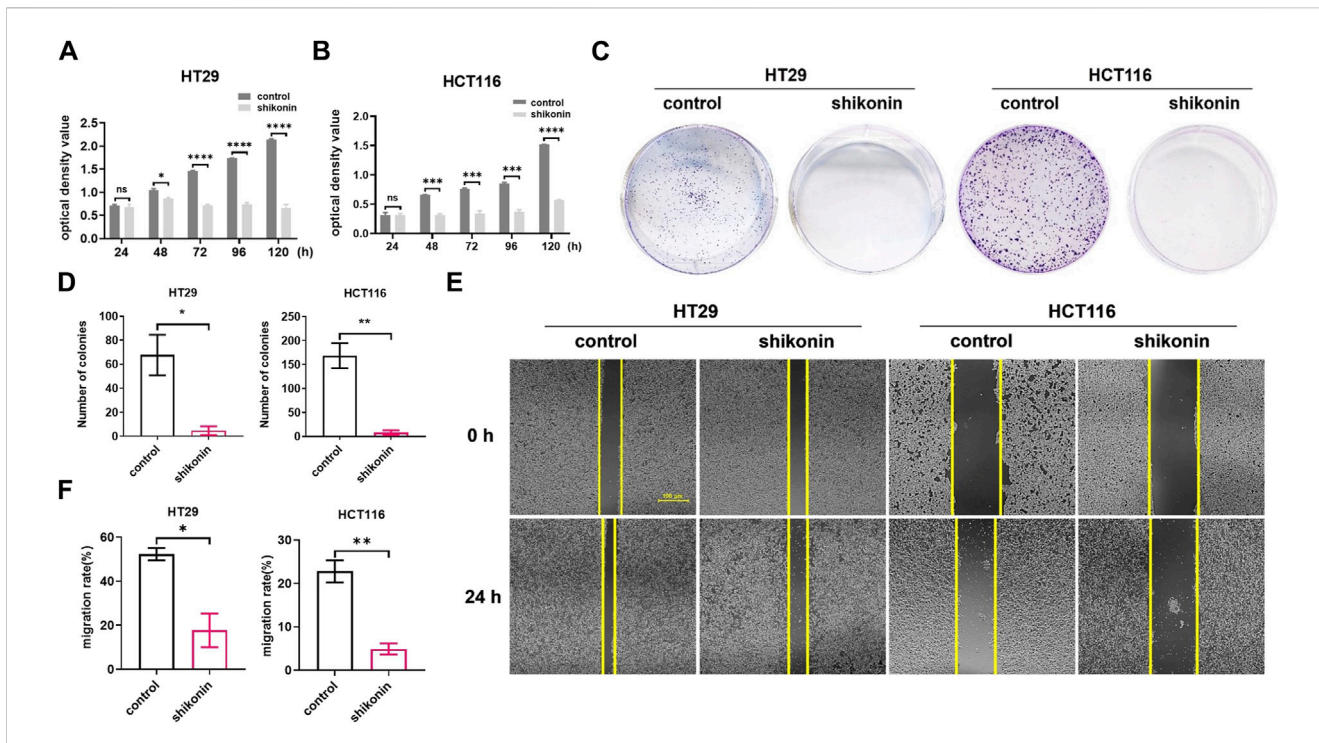 A
HT29
control
shikonin
optical density value
2.5
2.0
1.5
1.0
0.5
0.0
ns
*
****
****
****
24 48 72 96 120 (h)
B
HCT116
control
shikonin
optical density value
2.0
1.5
1.0
0.5
0.0
ns
***
***
***
****
24 48 72 96 120 (h)
C
HT29 HCT116
control shikonin control shikonin
D
HT29
Number of colonies
100
80
60
40
20
0
*
control shikonin
HCT116
Number of colonies
250
200
150
100
50
0
**
control shikonin
E
HT29 HCT116
control shikonin control shikonin
0 h
100 μm
24 h
F
HT29
migration rate(%)
60
40
20
0
*
control shikonin
HCT116
migration rate(%)
30
20
10
0
**
control shikonin